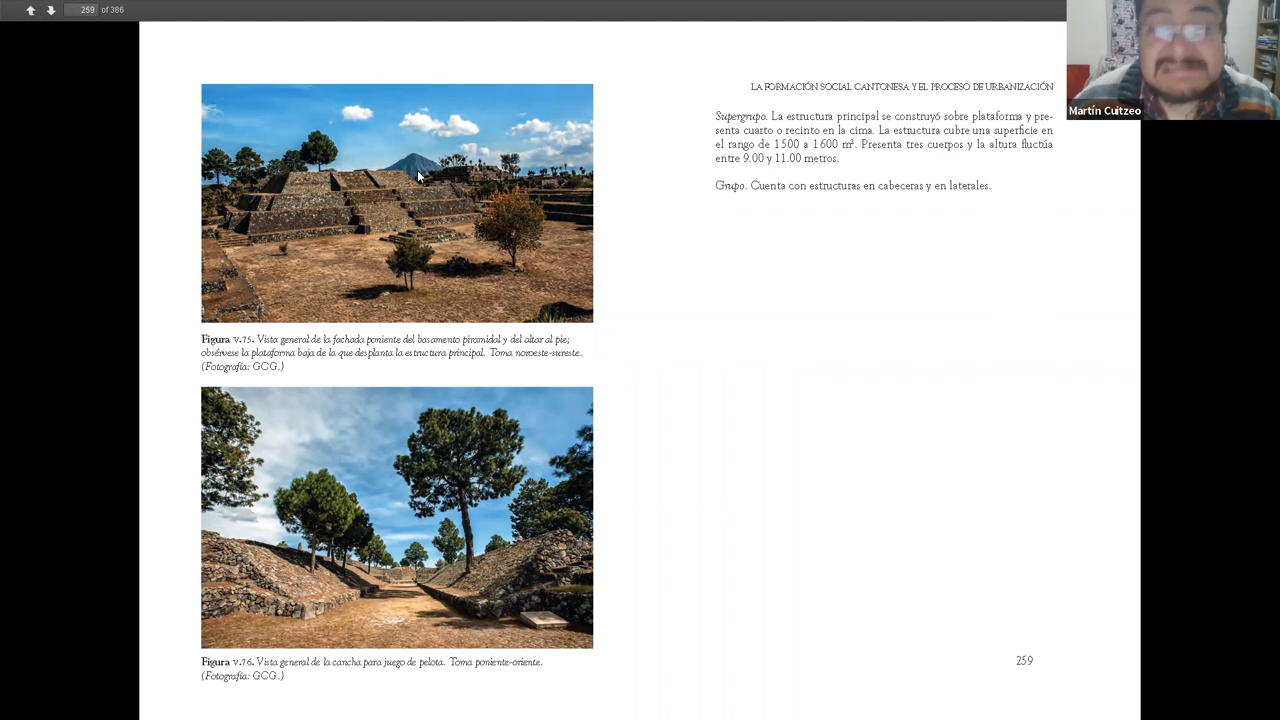 259 of 386
Martín Cuitzeo
Figura V.75. Vista general de la fachada poniente del basamento piramidal y del altar al pie;
obsérvese la plataforma baja de la que desplanta la estructura principal. Toma noroeste-sureste.
(Fotografía: GCG.)
Figura V.76. Vista general de la cancha para juego de pelota. Toma poniente-oriente.
(Fotografía: GCG.)
LA FORMACIÓN SOCIAL CANTONESA Y EL PROCESO DE URBANIZACIÓN
Supergrupo. La estructura principal se construyó sobre plataforma y pre-
senta cuarto o recinto en la cima. La estructura cubre una superficie en
el rango de 1500 a 1600 m². Presenta tres cuerpos y la altura fluctúa
entre 9.00 y 11.00 metros.
Grupo. Cuenta con estructuras en cabeceras y en laterales.
259